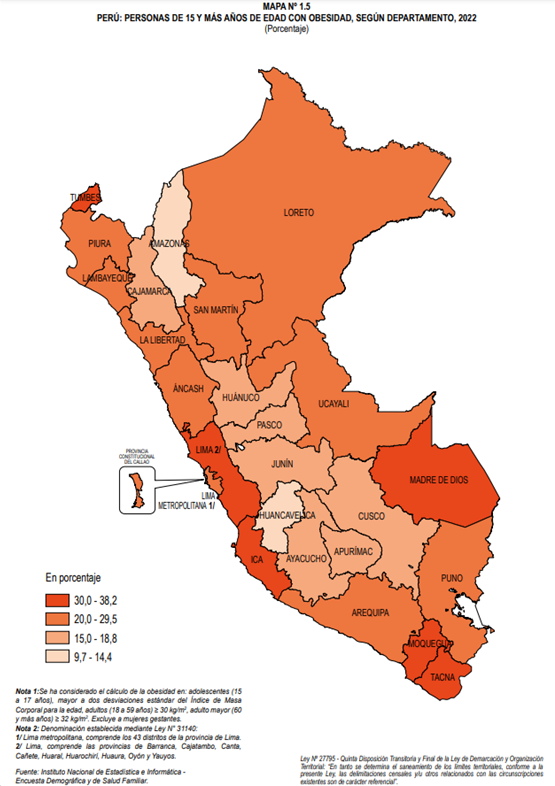 MAPA Nº 1.5
PERÚ: PERSONAS DE 15 Y MÁS AÑOS DE EDAD CON OBESIDAD, SEGÚN DEPARTAMENTO, 2022
(Porcentaje)
TUMBES
LORETO
PIURA
AMAZONAS
LAMBAYEQUE
CAJAMARCA
SAN MARTÍN
LA LIBERTAD
ÁNCASH
HUÁNUCO
UCAYALI
PASCO
LIMA 2/
PROVINCIA
CONSTITUCIONAL
DEL CALLAO
JUNÍN
MADRE DE DIOS
LIMA
METROPOLITANA 1/
HUANCAVELICA
CUSCO
ICA
AYACUCHO
APURÍMAC
PUNO
AREQUIPA
MOQUEGU
TACNA
En porcentaje
30,0 - 38,2
20,0 - 29,5
15,0 - 18,8
9,7 - 14,4
Nota 1:Se ha considerado el cálculo de la obesidad en: adolescentes (15
a 17 años), mayor a dos desviaciones estándar del Índice de Masa
Corporal para la edad, adultos (18 a 59 años) ≥ 30 kg/m², adulto mayor (60
y más años) ≥ 32 kg/m². Excluye a mujeres gestantes.
Nota 2: Denominación establecida mediante Ley N° 31140:
1/ Lima metropolitana, comprende los 43 distritos de la provincia de Lima.
2/ Lima, comprende las provincias de Barranca, Cajatambo, Canta,
Cañete, Huaral, Huarochirí, Huaura, Oyón y Yauyos.
Fuente: Instituto Nacional de Estadística e Informática -
Encuesta Demográfica y de Salud Familiar.
Ley Nº 27795 - Quinta Disposición Transitoria y Final de la Ley de Demarcación y Organización
Territorial: "En tanto se determina el saneamiento de los límites territoriales, conforme a la
presente Ley, las delimitaciones censales y/u otros relacionados con las circunscripciones
existentes son de carácter referencial".